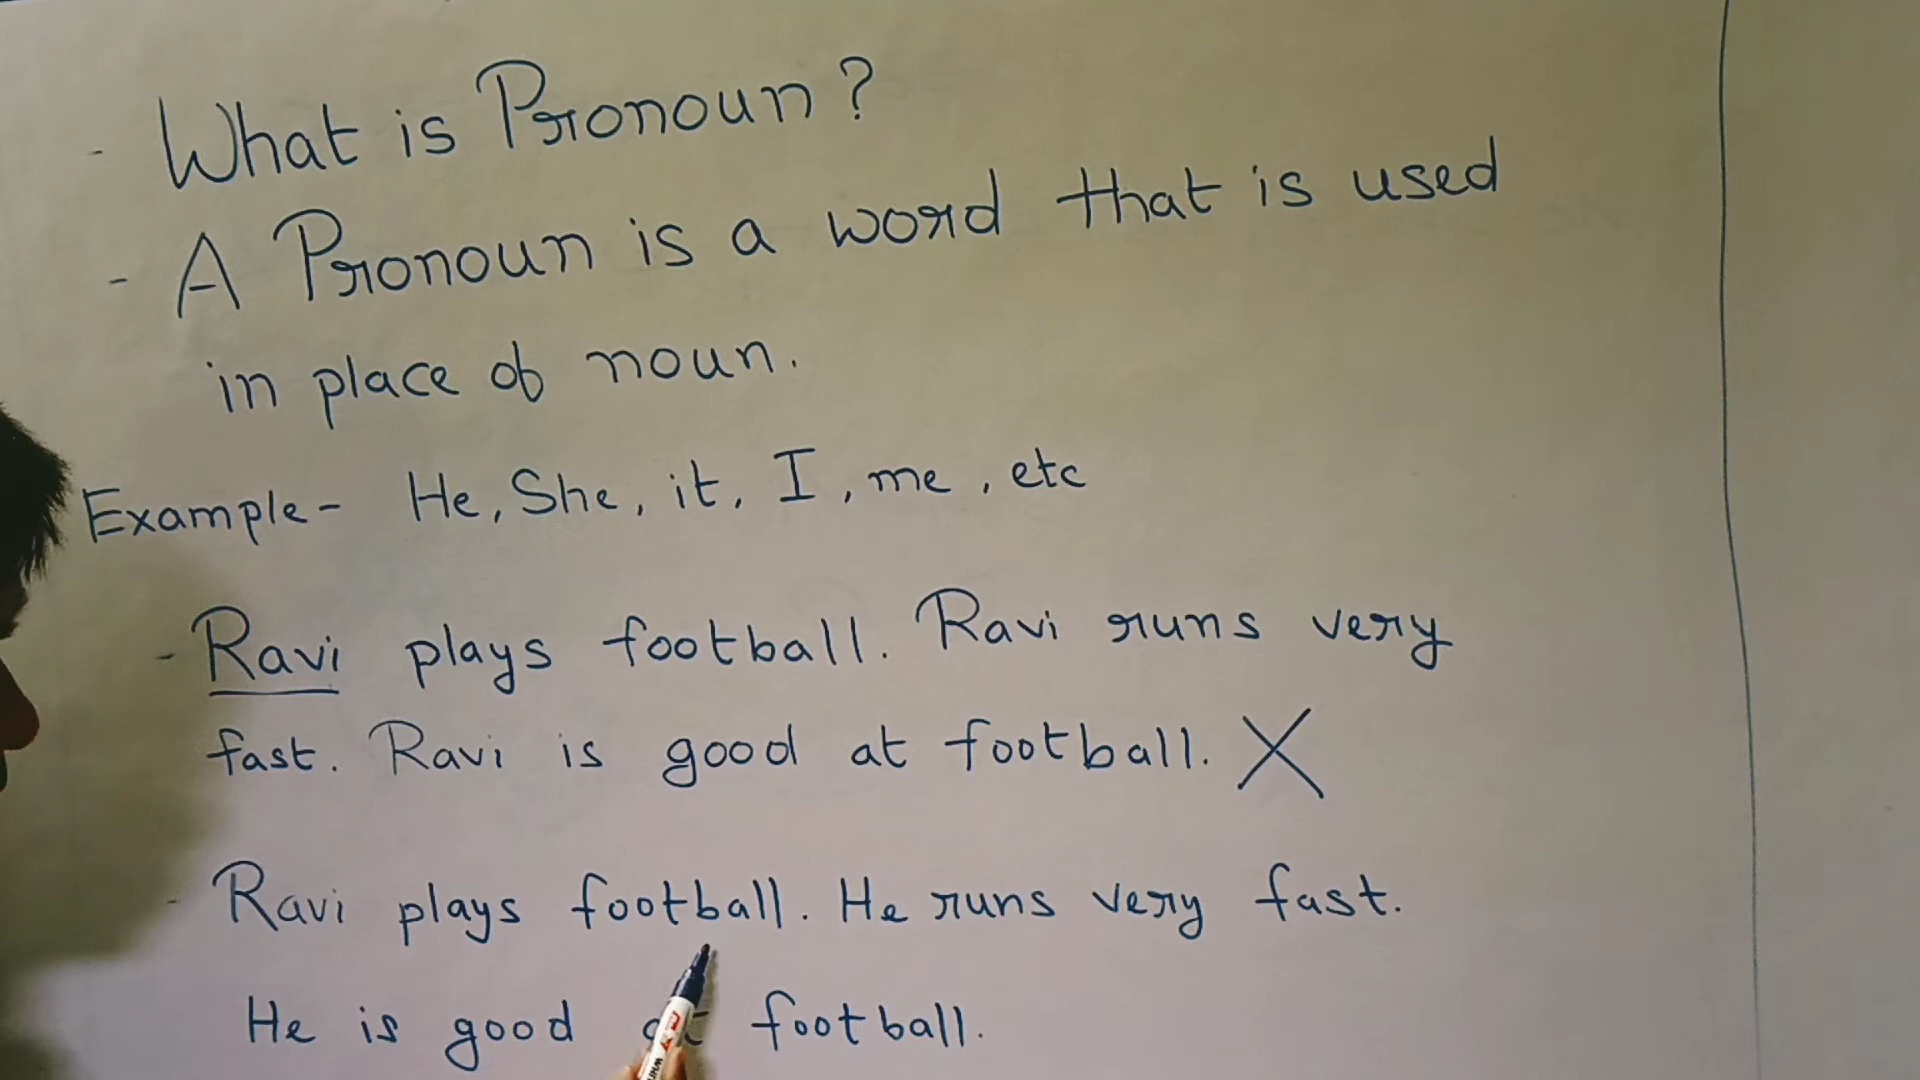 - What is Pronoun?
- A Pronoun is a word that is used
in place of noun.
Example- He, She, it, I, me, etc
- Ravi plays football. Ravi runs very
fast. Ravi is good at football. X
- Ravi plays football. He runs very fast.
He is good football.